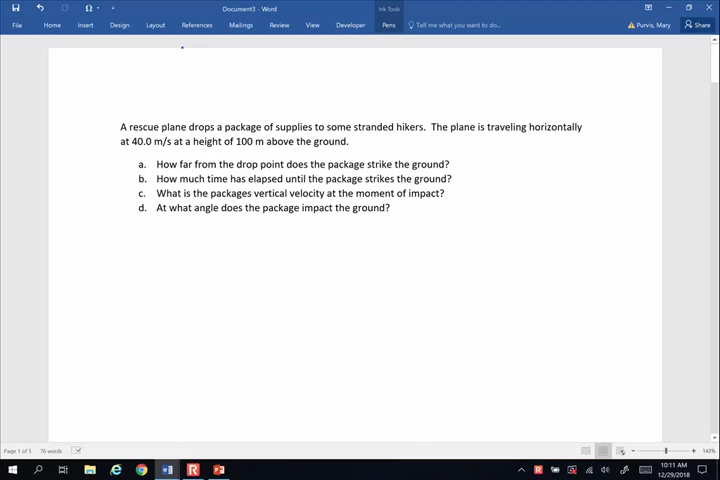 Document3 - Word
Ink Tools
File Home Insert Design Layout References Mailings Review View Developer Pens Tell me what you want to do... Purvis, Mary Share
A rescue plane drops a package of supplies to some stranded hikers. The plane is traveling horizontally
at 40.0 m/s at a height of 100 m above the ground.
a. How far from the drop point does the package strike the ground?
b. How much time has elapsed until the package strikes the ground?
c. What is the packages vertical velocity at the moment of impact?
d. At what angle does the package impact the ground?
Page 1 of 5 76 words 143%
10:11 AM
12/29/2018